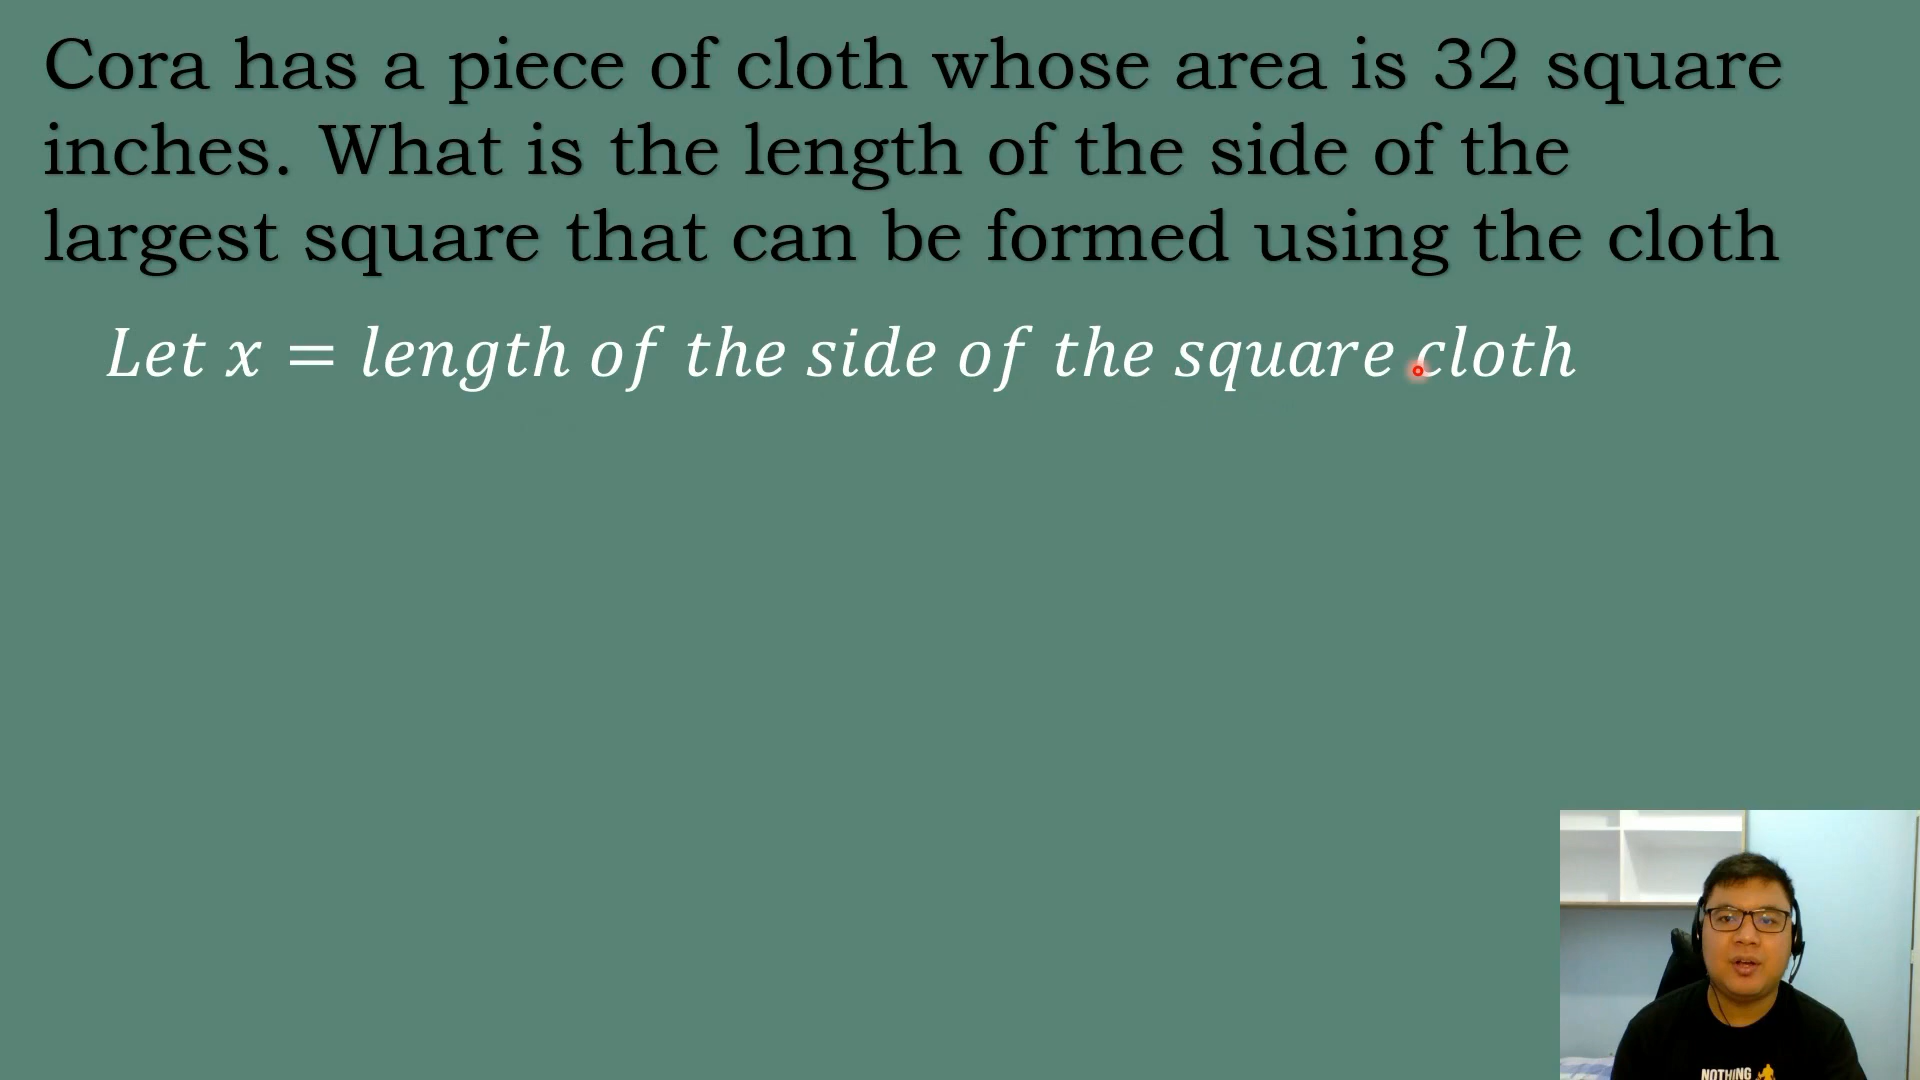 Cora has a piece of cloth whose area is 32 square
inches. What is the length of the side of the
largest square that can be formed using the cloth
Let x = length of the side of the square cloth
NOTHING